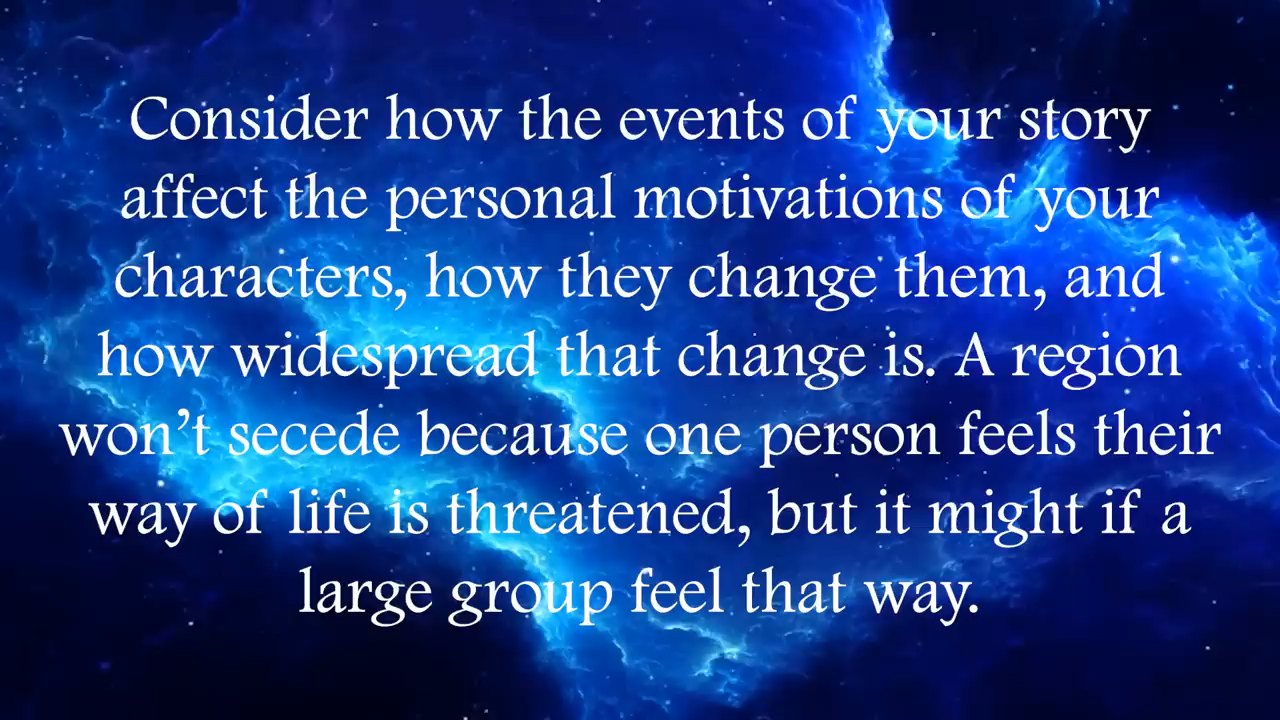 Consider how the events of your story
affect the personal motivations of your
characters, how they change them, and
how widespread that change is. A region
won’t secede because one person feels their
way of life is threatened, but it might if a
large group feel that way.